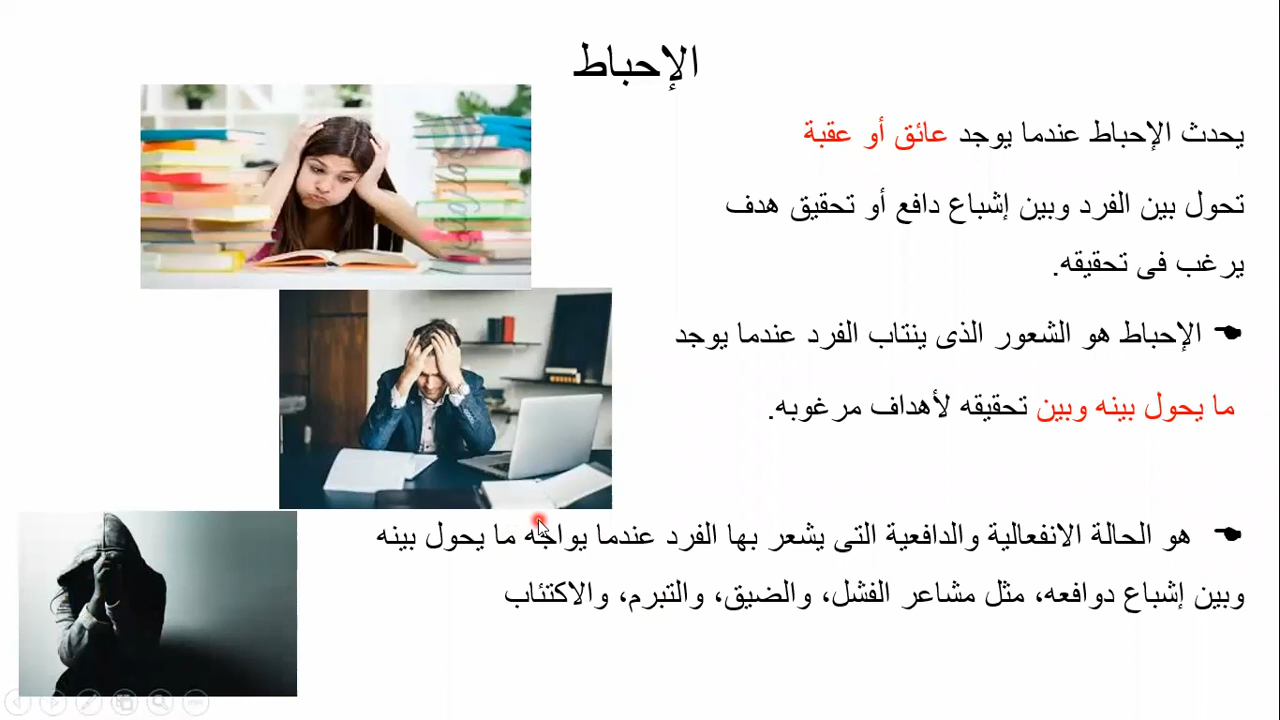 الإحباط
يحدث الإحباط عندما يوجد عائق أو عقبة
تحول بين الفرد وبين إشباع دافع أو تحقيق هدف
يرغب فى تحقيقه.
الإحباط هو الشعور الذى ينتاب الفرد عندما يوجد
ما يحول بينه وبين تحقيقه لأهداف مرغوبه.
هو الحالة الانفعالية والدافعية التى يشعر بها الفرد عندما يواجه ما يحول بينه
وبين إشباع دوافعه، مثل مشاعر الفشل، والضيق، والتبرم، والاكتئاب